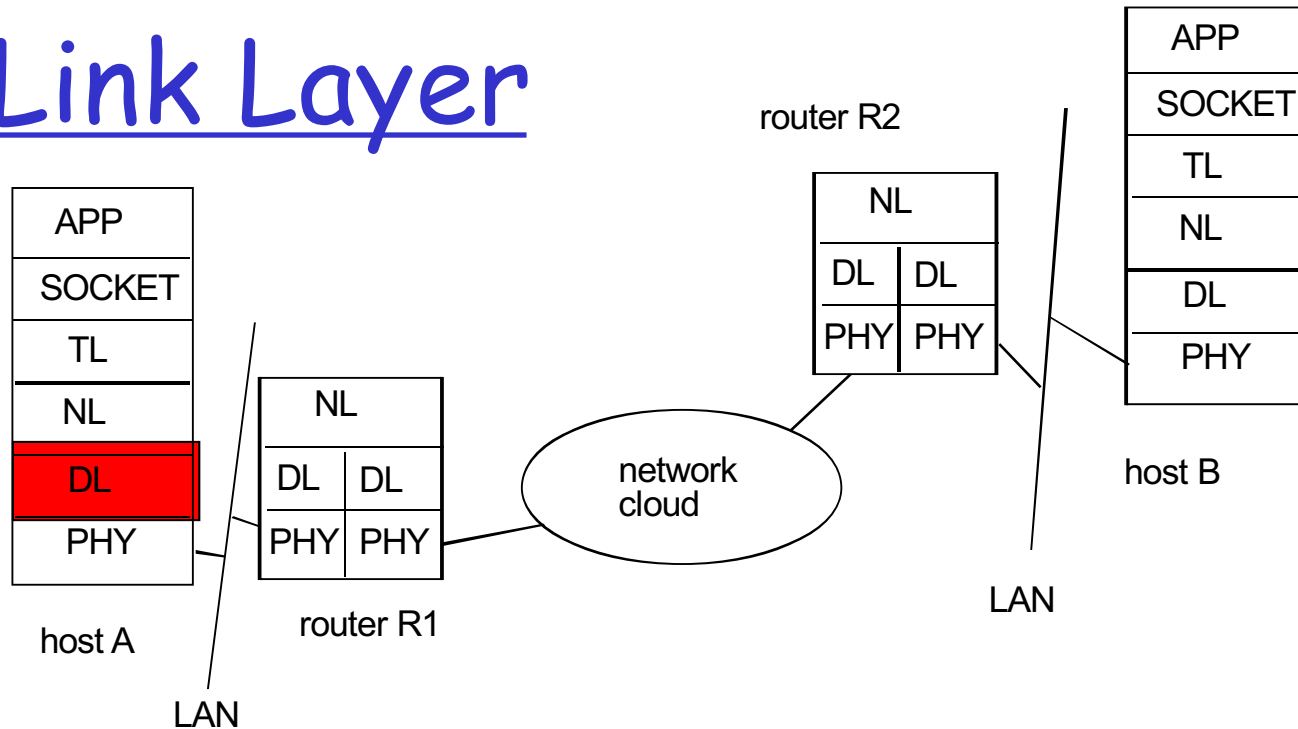 Link Layer
APP
SOCKET
TL
NL
DL
PHY
host A
LAN
NL
DL DL
PHY PHY
router R1
network
cloud
router R2
NL
DL DL
PHY PHY
LAN
APP
SOCKET
TL
NL
DL
PHY
host B